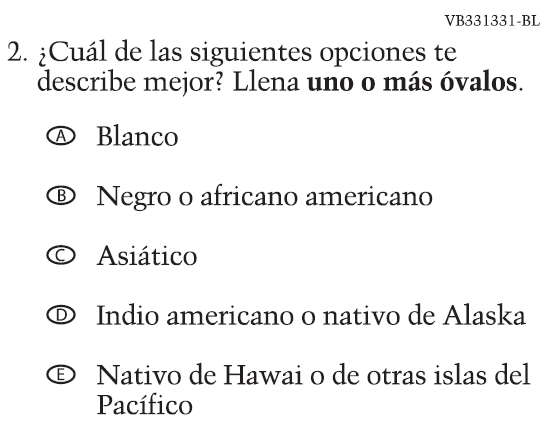 VB331331-BL
2. ¿Cuál de las siguientes opciones te
describe mejor? Llena uno o más óvalos.
A Blanco
B Negro o africano americano
C Asiático
D Indio americano o nativo de Alaska
E Nativo de Hawai o de otras islas del
Pacífico